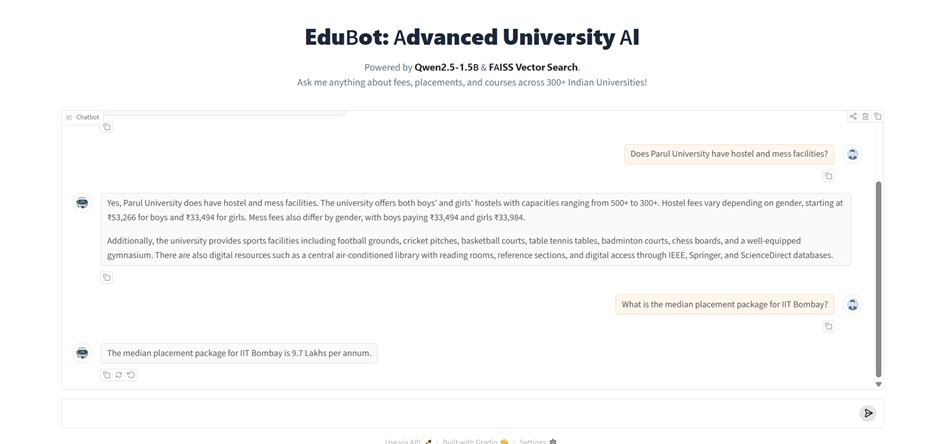 EduBot: Advanced University AI
Powered by Qwen2.5-1.5B & FAISS Vector Search.
Ask me anything about fees, placements, and courses across 300+ Indian Universities!
Chatbot
Does Parul University have hostel and mess facilities?
Yes, Parul University does have hostel and mess facilities. The university offers both boys' and girls' hostels with capacities ranging from 500+ to 300+. Hostel fees vary depending on gender, starting at
₹53,266 for boys and ₹33,494 for girls. Mess fees also differ by gender, with boys paying ₹33,494 and girls ₹33,984.
Additionally, the university provides sports facilities including football grounds, cricket pitches, basketball courts, table tennis tables, badminton courts, chess boards, and a well-equipped
gymnasium. There are also digital resources such as a central air-conditioned library with reading rooms, reference sections, and digital access through IEEE, Springer, and ScienceDirect databases.
What is the median placement package for IIT Bombay?
The median placement package for IIT Bombay is 9.7 Lakhs per annum.
Use via API · Built with Gradio · Settings